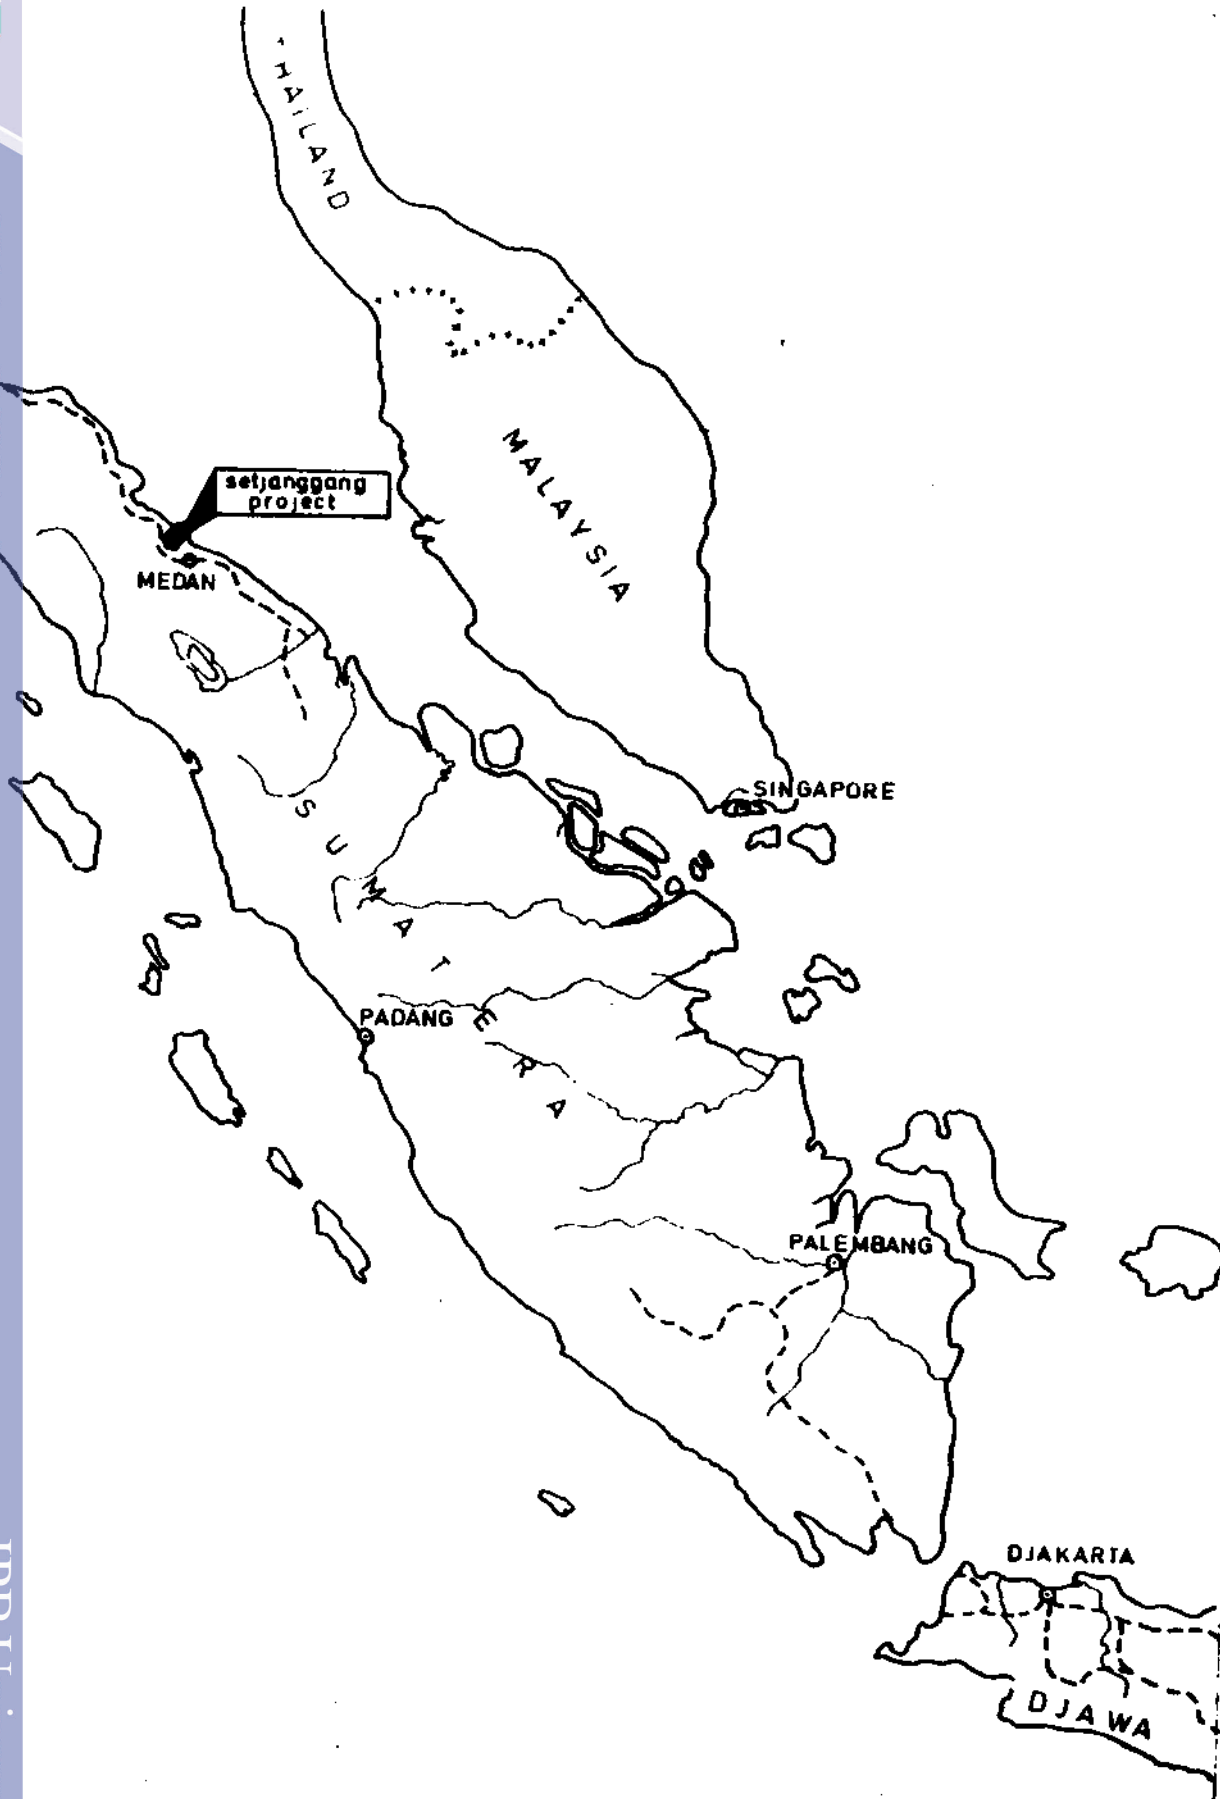 THAILAND
MALAYSIA
setjanggang
project
MEDAN
SINGAPORE
SUMATERA
PADANG
PALEMBANG
DJAKARTA
DJAWA